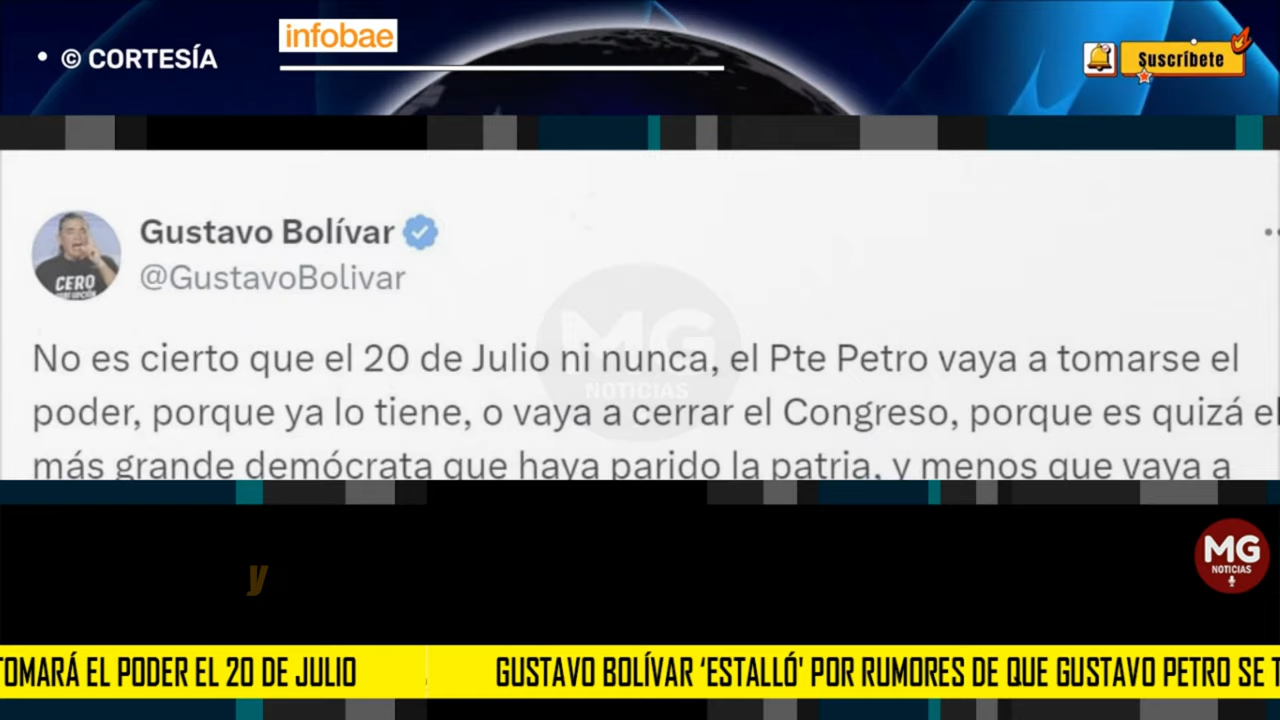 infobae
• © CORTESÍA
Suscríbete
Gustavo Bolívar
CERO
@GustavoBolivar
MG
NOTICIAS
No es cierto que el 20 de Julio ni nunca, el Pte Petro vaya a tomarse el
poder, porque ya lo tiene, o vaya a cerrar el Congreso, porque es quizá el
más grande demócrata que haya parido la patria, y menos que vaya a
MG
NOTICIAS
y
TOMARÁ EL PODER EL 20 DE JULIO
GUSTAVO BOLÍVAR ‘ESTALLÓ' POR RUMORES DE QUE GUSTAVO PETRO SE T